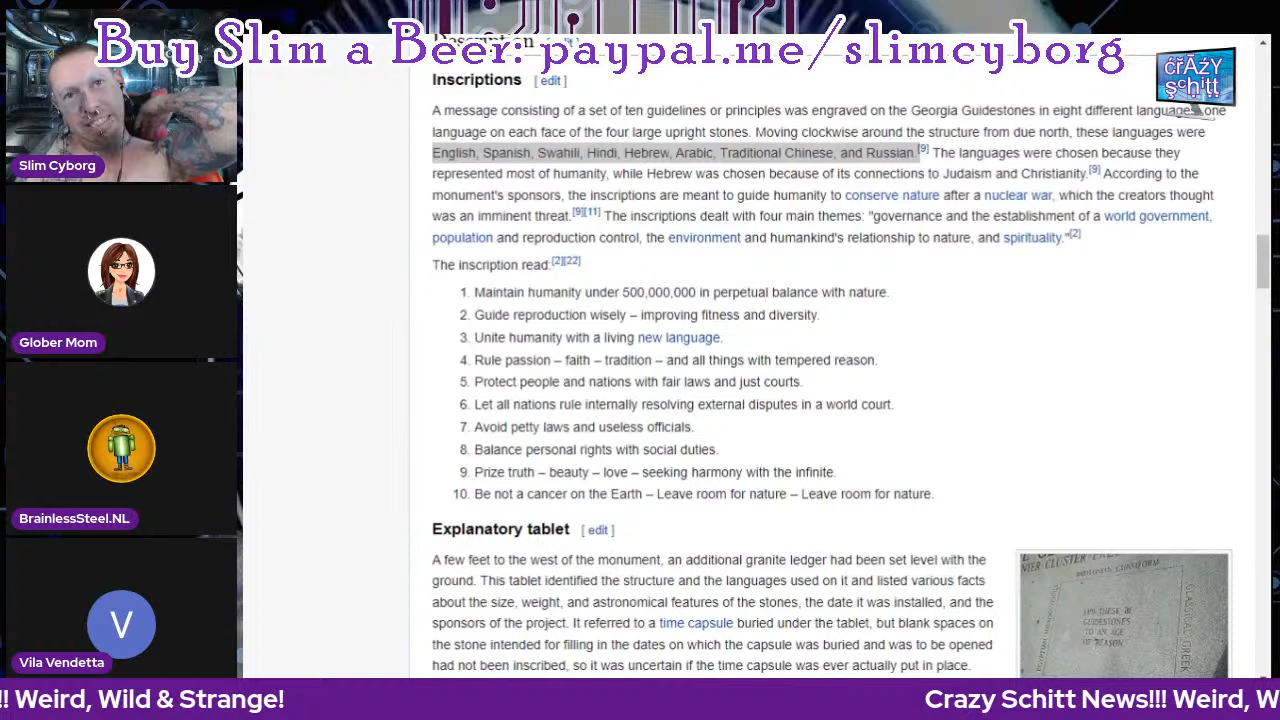 Buy Slim a Beer: paypal.me/slimcyborg
Description
Inscriptions [ edit ]
A message consisting of a set of ten guidelines or principles was engraved on the Georgia Guidestones in eight different languages, one
language on each face of the four large upright stones. Moving clockwise around the structure from due north, these languages were
English, Spanish, Swahili, Hindi, Hebrew, Arabic, Traditional Chinese, and Russian.[9] The languages were chosen because they
represented most of humanity, while Hebrew was chosen because of its connections to Judaism and Christianity.[9] According to the
monument's sponsors, the inscriptions are meant to guide humanity to conserve nature after a nuclear war, which the creators thought
was an imminent threat.[9][11] The inscriptions dealt with four main themes: "governance and the establishment of a world government,
population and reproduction control, the environment and humankind's relationship to nature, and spirituality."[2]
The inscription read:[2][22]
1. Maintain humanity under 500,000,000 in perpetual balance with nature.
2. Guide reproduction wisely – improving fitness and diversity.
3. Unite humanity with a living new language.
4. Rule passion – faith – tradition – and all things with tempered reason.
5. Protect people and nations with fair laws and just courts.
6. Let all nations rule internally resolving external disputes in a world court.
7. Avoid petty laws and useless officials.
8. Balance personal rights with social duties.
9. Prize truth – beauty – love – seeking harmony with the infinite.
10. Be not a cancer on the Earth – Leave room for nature – Leave room for nature.
Explanatory tablet [ edit ]
A few feet to the west of the monument, an additional granite ledger had been set level with the
ground. This tablet identified the structure and the languages used on it and listed various facts
about the size, weight, and astronomical features of the stones, the date it was installed, and the
sponsors of the project. It referred to a time capsule buried under the tablet, but blank spaces on
the stone intended for filling in the dates on which the capsule was buried and was to be opened
had not been inscribed, so it was uncertain if the time capsule was ever actually put in place.
BABYLONIAN CUNEIFORM
CLASSICAL GREEK
LET THESE BE
GUIDESTONES
TO AN AGE
OF REASON
Slim Cyborg
Glober Mom
BrainlessSteel.NL
V
Vila Vendetta
!! Weird, Wild & Strange!
Crazy Schitt News!!! Weird, W